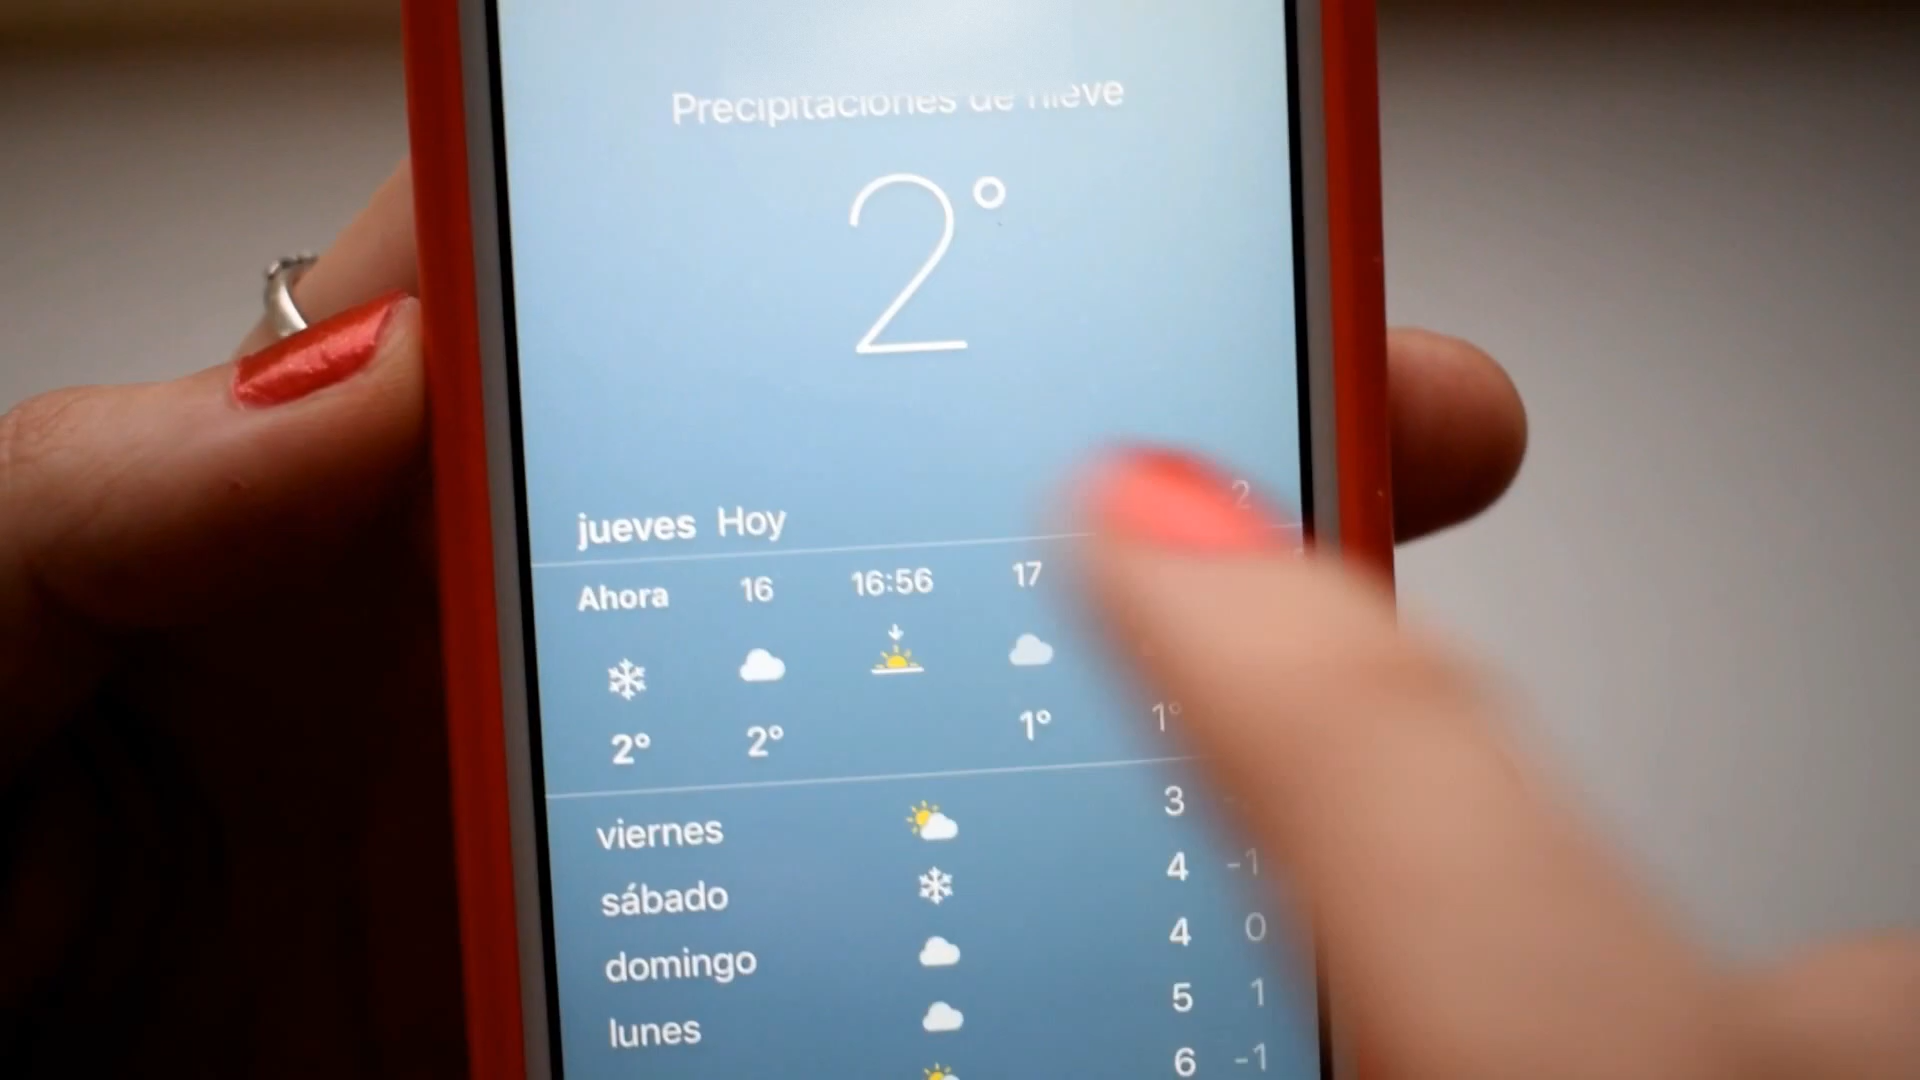 Precipitaciones de nieve
2°
jueves Hoy 2
Ahora 16 16:56 17
2° 2° 1° 1°
viernes 3
sábado 4 -1
domingo 4 0
lunes 5 1
6 -1